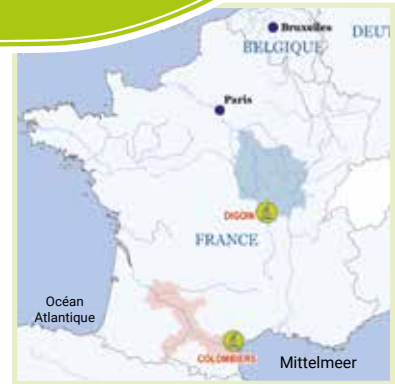 Bruxelles
BELGIQUE
DEUT
Paris
DIGOIN
FRANCE
Océan
Atlantique
COLOMBIERS
Mittelmeer